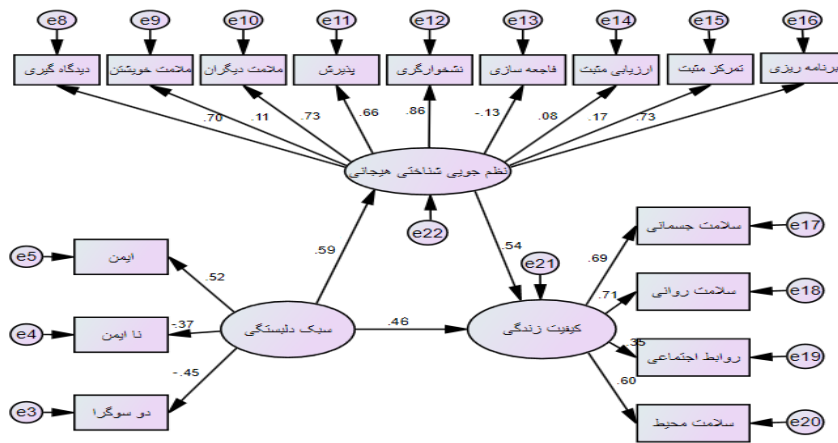 e8 e9 e10 e11 e12 e13 e14 e15 e16
دیدگاه گیری ملامت خویشتن ملامت دیگران پذیرش نشخوارگری فاجعه سازی ارزیابی مثبت تمرکز مثبت برنامه ریزی
.70 .11 .73 .66 .86 -.13 .08 .17 .73
نظم جویی شناختی هیجانی
e22
.59
.54
e21
e5
ایمن
.52
e4
نا ایمن
-.37
e3
دو سوگرا
-.45
سبک دلبستگی
.46
کیفیت زندگی
.69
سلامت جسمانی
e17
.71
سلامت روانی
e18
.35
روابط اجتماعی
e19
.60
سلامت محیط
e20